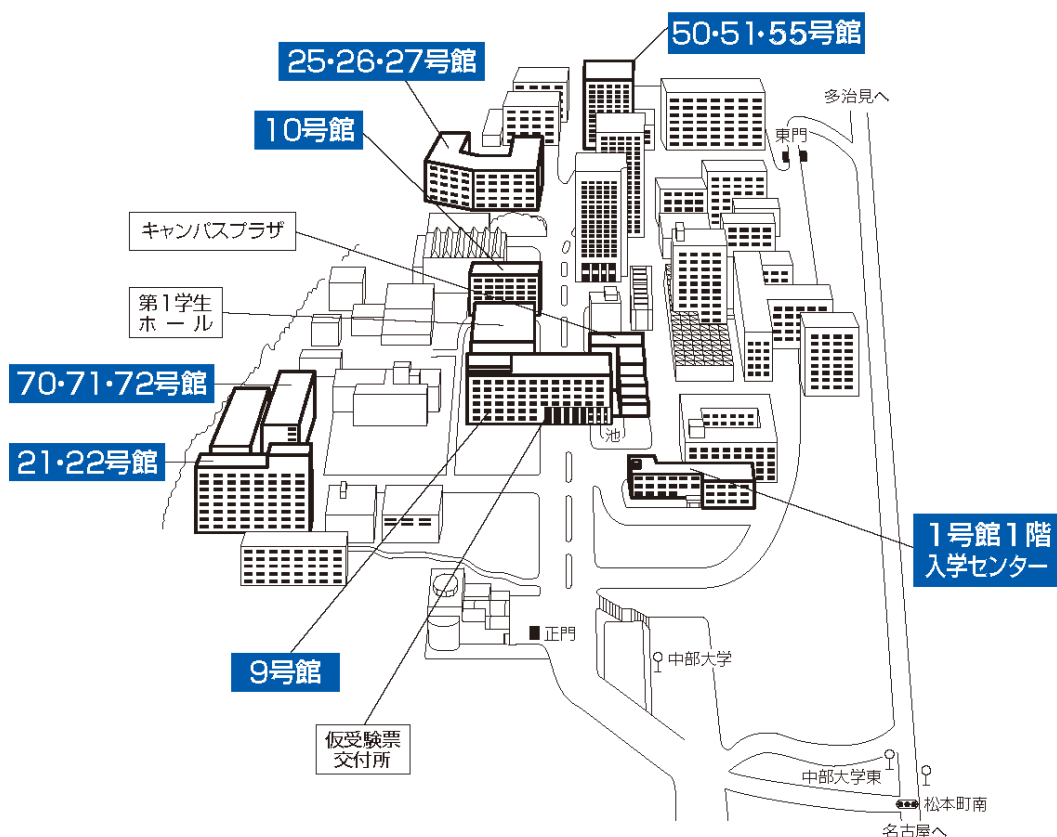 50・51・55号館
25・26・27号館
多治見へ
10号館
東門
キャンパスプラザ
第1学生
ホール
70・71・72号館
池
21・22号館
1号館1階
入学センター
正門
中部大学
9号館
仮受験票
交付所
中部大学東
松本町南
名古屋へ